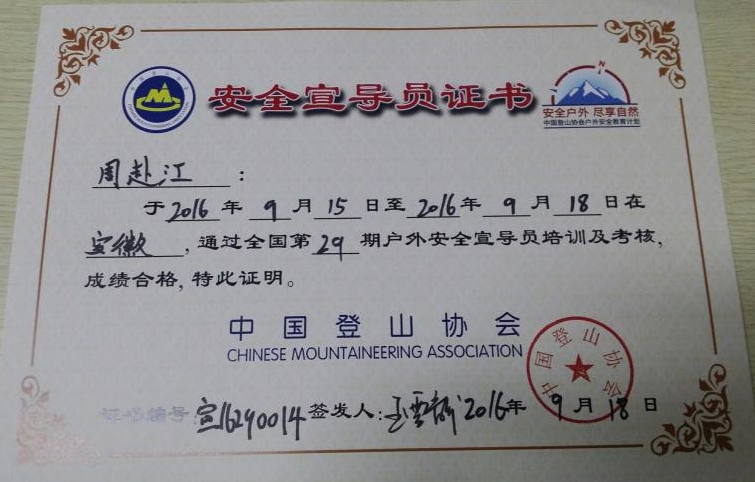 安全宣导员证书
安全户外 尽享自然
中国登山协会户外安全教育计划
周赴江：
于2016年9月15日至2016年9月18日在
安徽，通过全国第29期户外安全宣导员培训及考核，
成绩合格，特此证明。
中国登山协会
CHINESE MOUNTAINEERING ASSOCIATION
中国登山协会
证书编号：宣16290014 签发人： 2016年9月18日